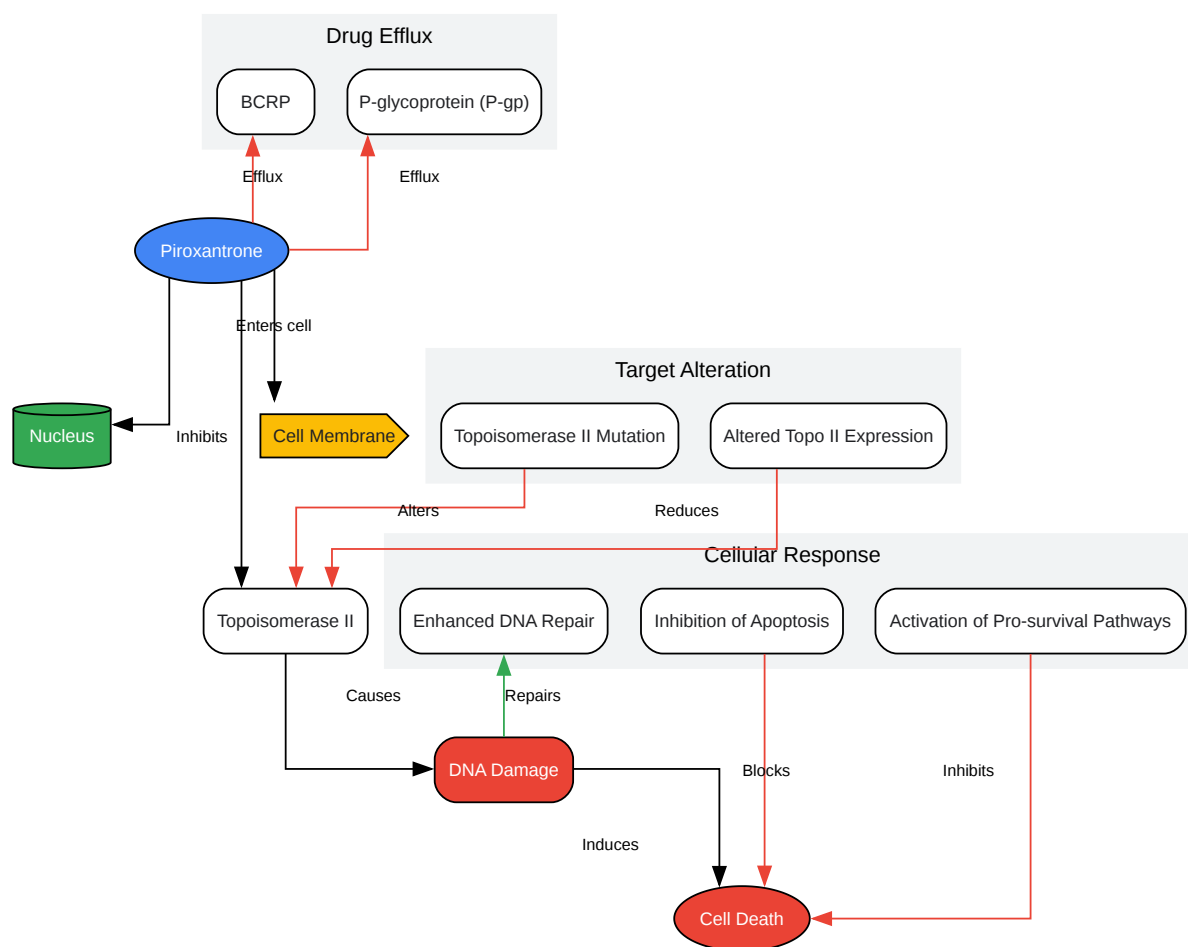 Drug Efflux
BCRP
P-glycoprotein (P-gp)
Efflux
Efflux
Piroxantrone
Enters cell
Target Alteration
Nucleus
Inhibits
Cell Membrane
Topoisomerase II Mutation
Altered Topo II Expression
Alters
Reduces
Cellular Response
Topoisomerase II
Enhanced DNA Repair
Inhibition of Apoptosis
Activation of Pro-survival Pathways
Causes
Repairs
DNA Damage
Blocks
Inhibits
Induces
Cell Death